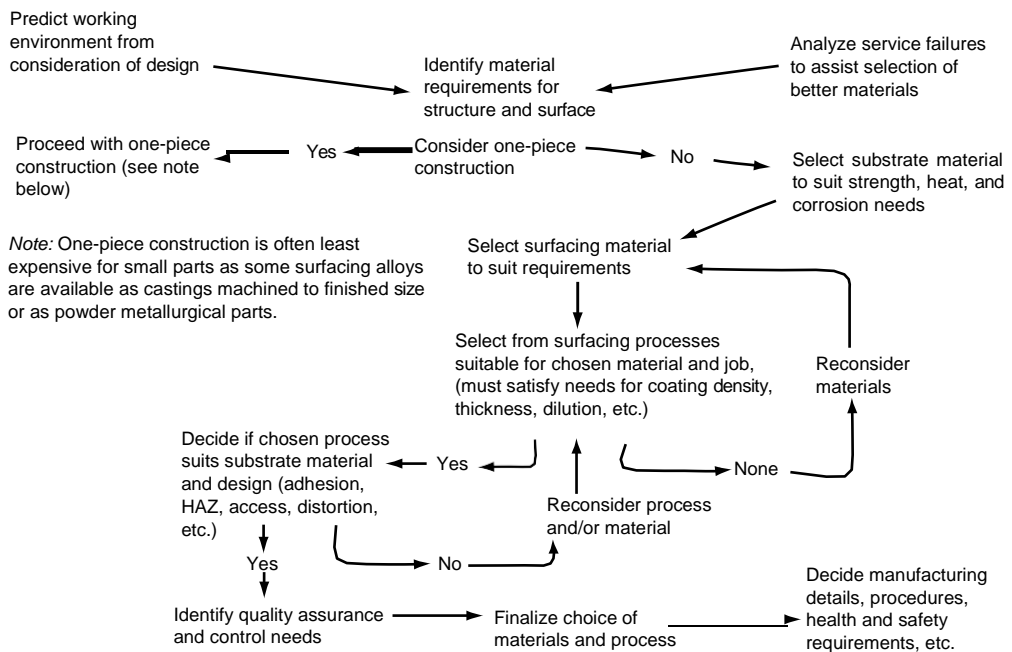 Predict working
environment from
consideration of design
Identify material
requirements for
structure and surface
Analyze service failures
to assist selection of
better materials
Proceed with one-piece
construction (see note
below)
Yes
Consider one-piece
construction
No
Select substrate material
to suit strength, heat, and
corrosion needs
Note: One-piece construction is often least
expensive for small parts as some surfacing alloys
are available as castings machined to finished size
or as powder metallurgical parts.
Select surfacing material
to suit requirements
Select from surfacing processes
suitable for chosen material and job,
(must satisfy needs for coating density,
thickness, dilution, etc.)
Reconsider
materials
Decide if chosen process
suits substrate material
and design (adhesion,
HAZ, access, distortion,
etc.)
Yes
None
Reconsider process
and/or material
Yes
No
Identify quality assurance
and control needs
Finalize choice of
materials and process
Decide manufacturing
details, procedures,
health and safety
requirements, etc.